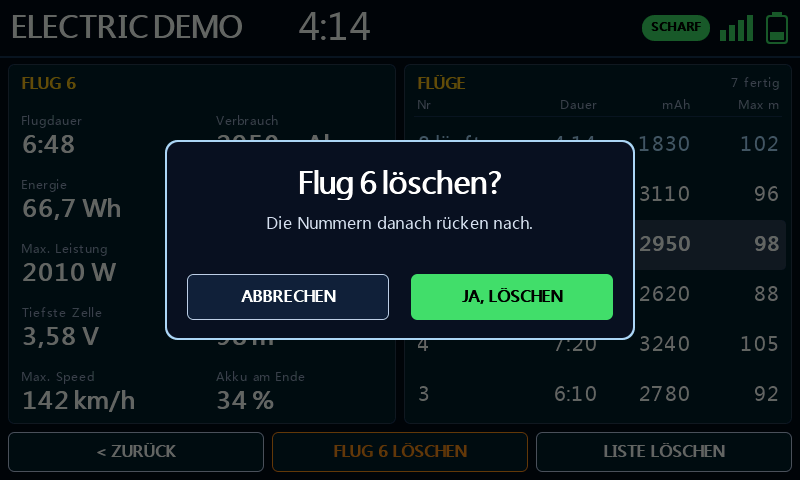 ELECTRIC DEMO 4:14 SCHARF
FLUG 6
Flugdauer Verbrauch
6:48
Energie
66,7 Wh
Max. Leistung
2010 W
Tiefste Zelle
3,58 V
Max. Speed Akku am Ende
142 km/h 34 %
FLÜGE 7 fertig
Nr Dauer mAh Max m
1830 102
3110 96
2950 98
2620 88
4 7:20 3240 105
3 6:10 2780 92
Flug 6 löschen?
Die Nummern danach rücken nach.
ABBRECHEN JA, LÖSCHEN
< ZURÜCK FLUG 6 LÖSCHEN LISTE LÖSCHEN